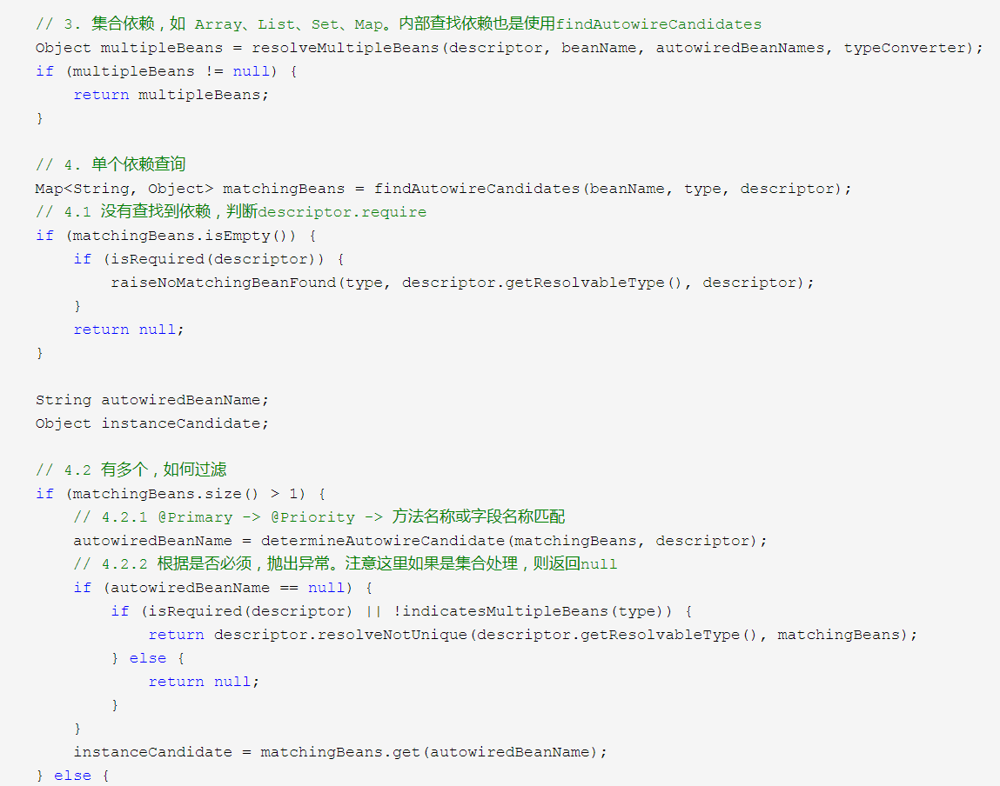 // 3. 集合依赖，如 Array、List、Set、Map。内部查找依赖也是使用findAutowireCandidates
Object multipleBeans = resolveMultipleBeans(descriptor, beanName, autowiredBeanNames, typeConverter);
if (multipleBeans != null) {
    return multipleBeans;
}

// 4. 单个依赖查询
Map<String, Object> matchingBeans = findAutowireCandidates(beanName, type, descriptor);
// 4.1 没有查找到依赖，判断descriptor.require
if (matchingBeans.isEmpty()) {
    if (isRequired(descriptor)) {
        raiseNoMatchingBeanFound(type, descriptor.getResolvableType(), descriptor);
    }
    return null;
}

String autowiredBeanName;
Object instanceCandidate;

// 4.2 有多个，如何过滤
if (matchingBeans.size() > 1) {
    // 4.2.1 @Primary -> @Priority -> 方法名称或字段名称匹配
    autowiredBeanName = determineAutowireCandidate(matchingBeans, descriptor);
    // 4.2.2 根据是否必须，抛出异常。注意这里如果是集合处理，则返回null
    if (autowiredBeanName == null) {
        if (isRequired(descriptor) || !indicatesMultipleBeans(type)) {
            return descriptor.resolveNotUnique(descriptor.getResolvableType(), matchingBeans);
        } else {
            return null;
        }
    }
    instanceCandidate = matchingBeans.get(autowiredBeanName);
} else {